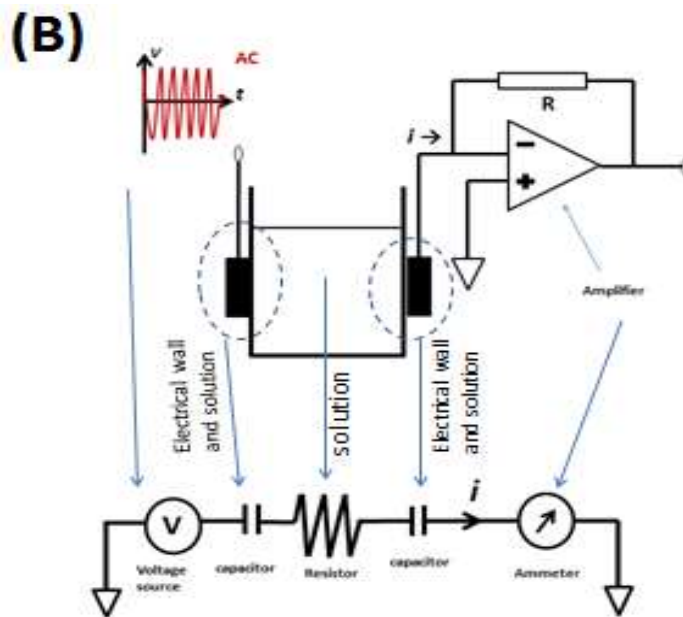 (B)
v
AC
t
R
i →
−
+
Amplifier
Electrical wall
and solution
solution
Electrical wall
and solution
i
V
Voltage
source
capacitor
Resistor
capacitor
Ammeter